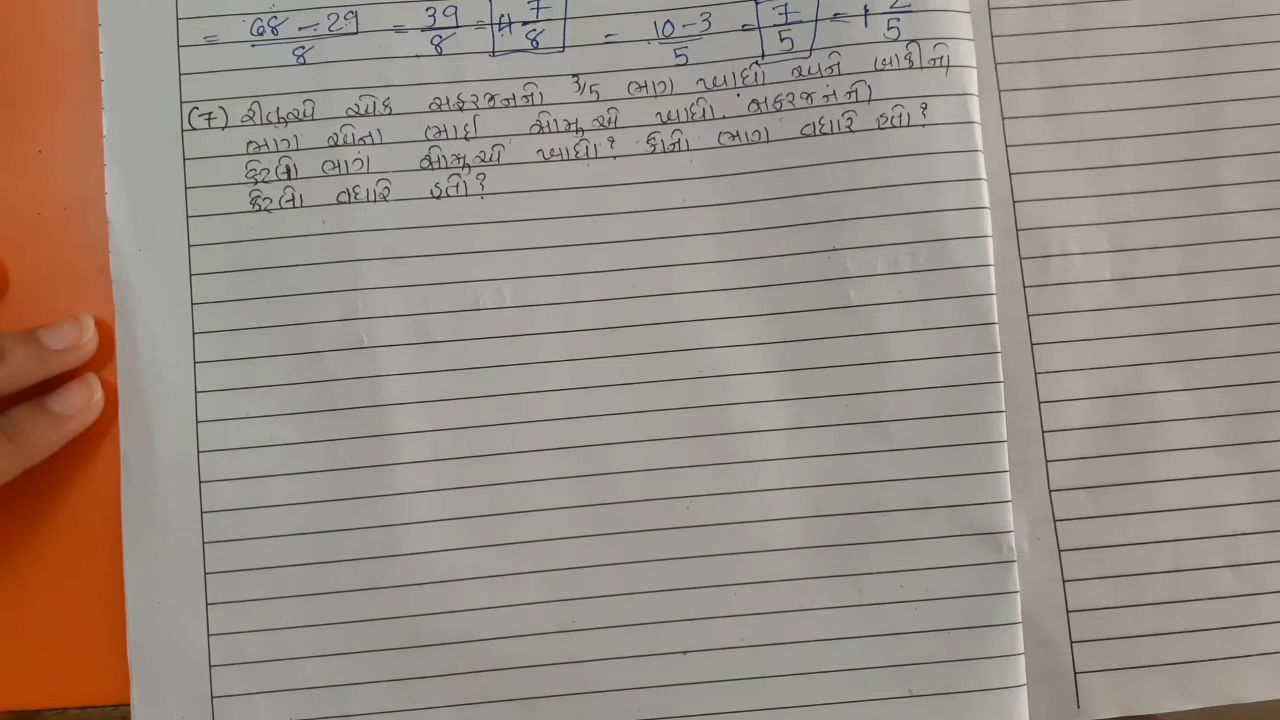 = 68 - 29 / 8 = 39/8 = 4 7/8 = 10 - 3 / 5 = 7/5 = 1 2/5
(7) રીતુએ એક સફરજનનો 3/5 ભાગ ખાધો અને બાકીનો
ભાગ એના ભાઈ સોમુએ ખાધો. સફરજનનો
કેટલો ભાગ સોમુએ ખાધો? કોનો ભાગ વધારે હતો?
કેટલો વધારે હતો?